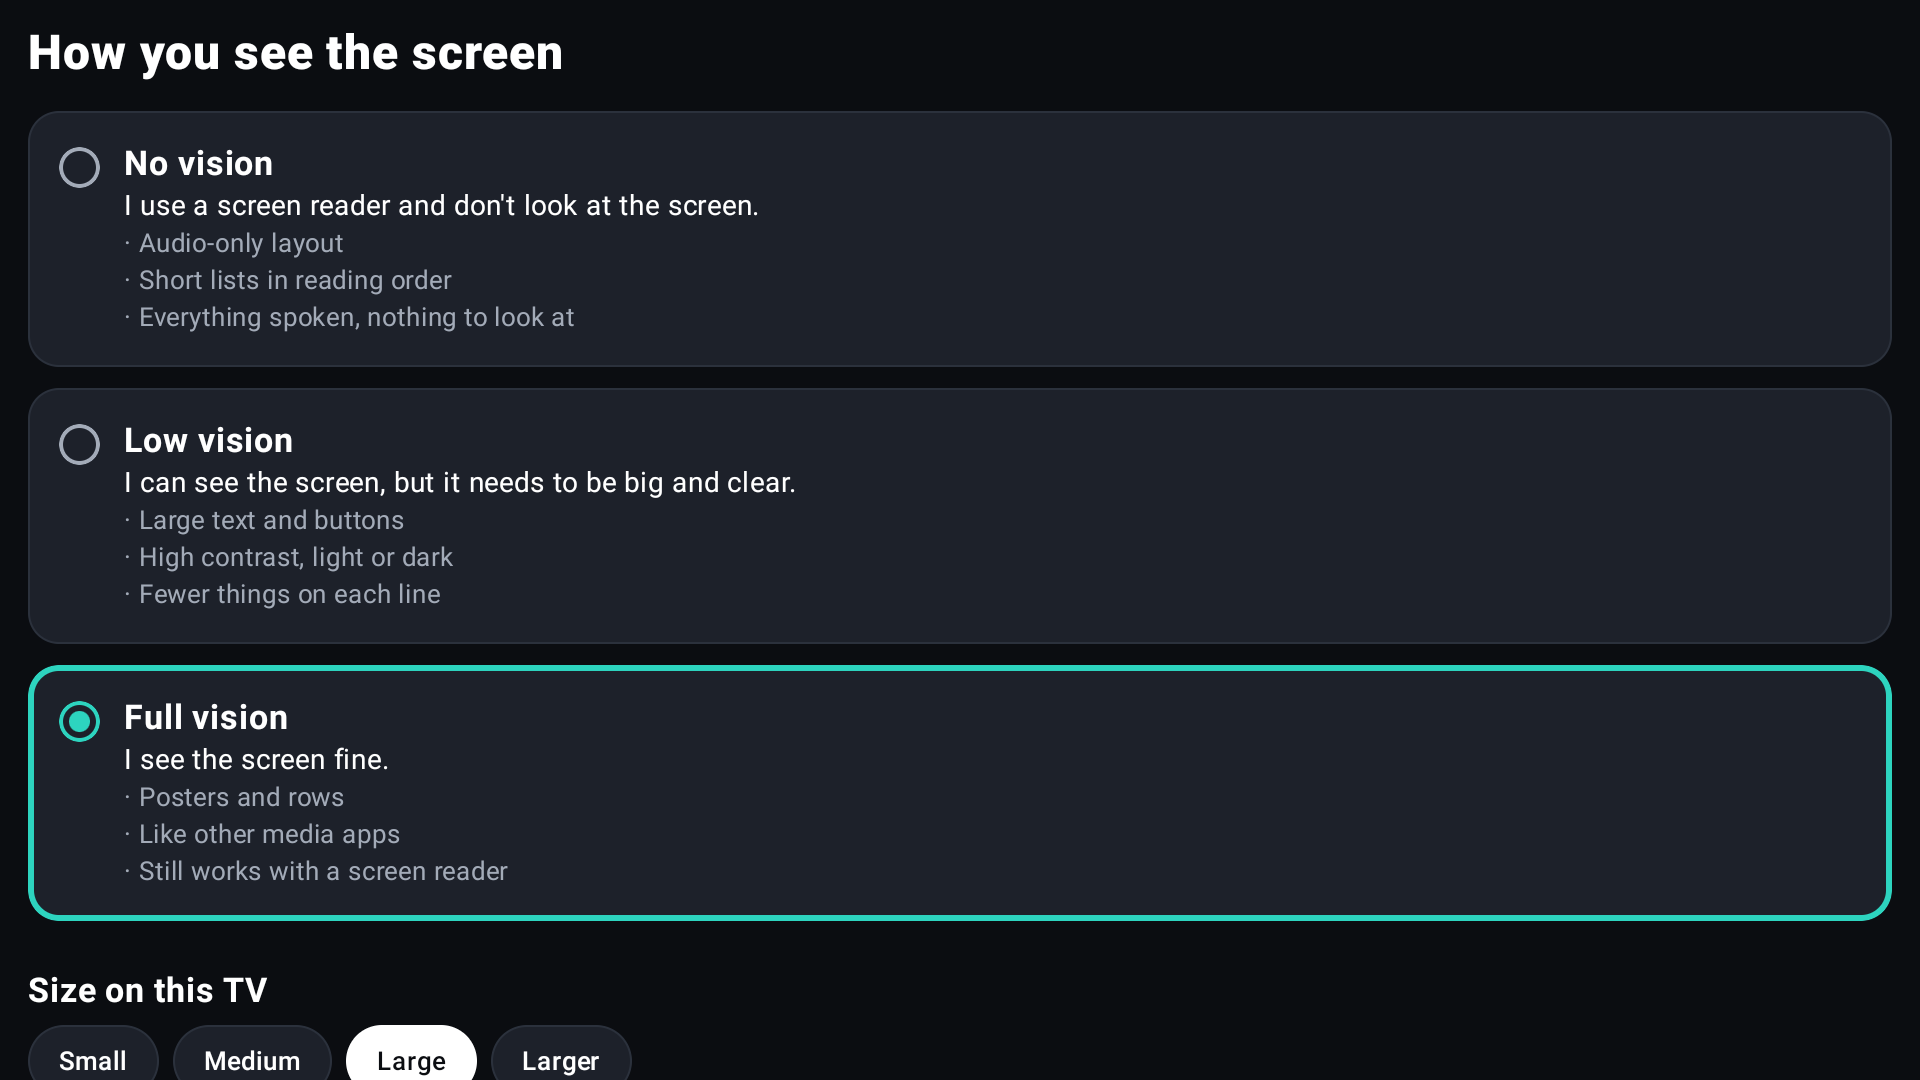 How you see the screen
No vision
I use a screen reader and don't look at the screen.
· Audio-only layout
· Short lists in reading order
· Everything spoken, nothing to look at
Low vision
I can see the screen, but it needs to be big and clear.
· Large text and buttons
· High contrast, light or dark
· Fewer things on each line
Full vision
I see the screen fine.
· Posters and rows
· Like other media apps
· Still works with a screen reader
Size on this TV
Small Medium Large Larger